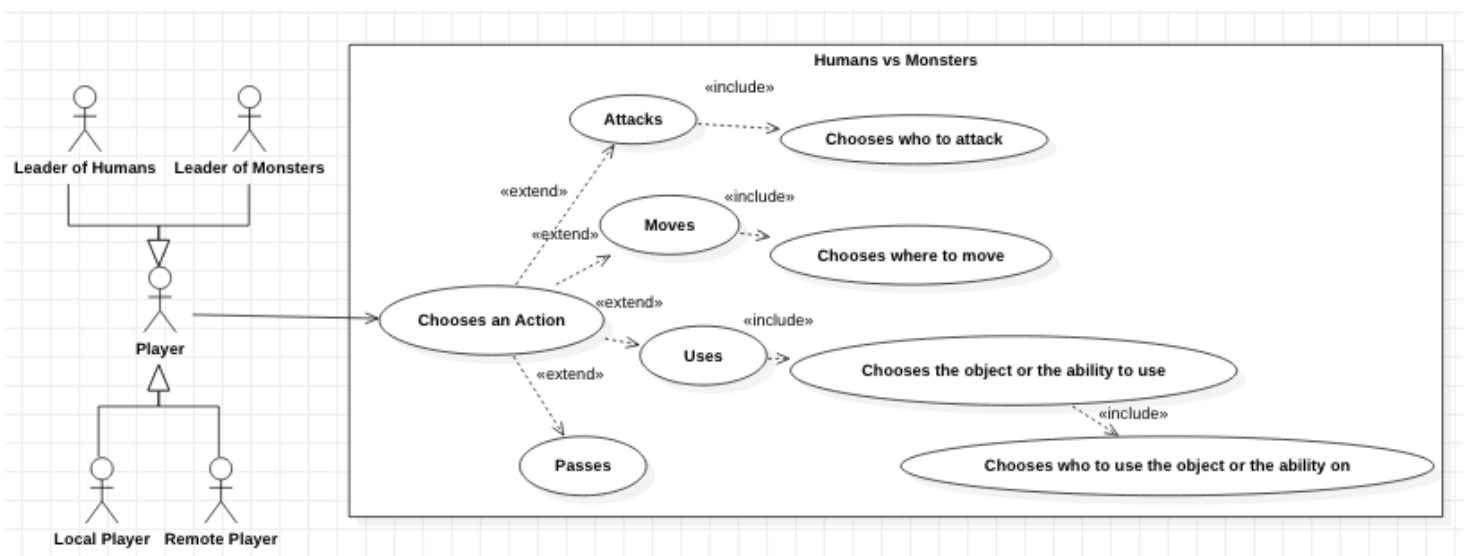 Humans vs Monsters
Leader of Humans
Leader of Monsters
Player
Local Player
Remote Player
Chooses an Action
«extend»
Attacks
«include»
Chooses who to attack
«extend»
Moves
«include»
Chooses where to move
«extend»
Uses
«include»
Chooses the object or the ability to use
«include»
Chooses who to use the object or the ability on
«extend»
Passes